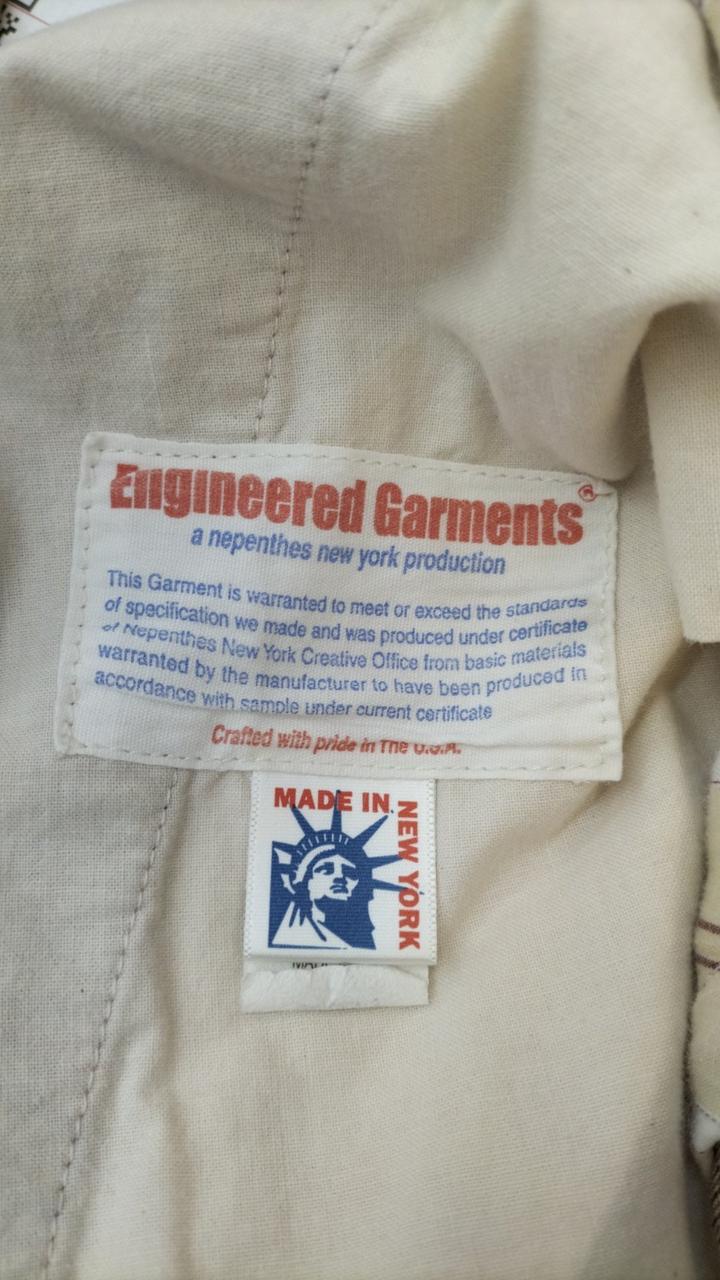 Engineered Garments®
a nepenthes new york production
This Garment is warranted to meet or exceed the standards
of specification we made and was produced under certificate
of Nepenthes New York Creative Office from basic materials
warranted by the manufacturer to have been produced in
accordance with sample under current certificate
Crafted with pride in The U.S.A.
MADE IN
NEW YORK